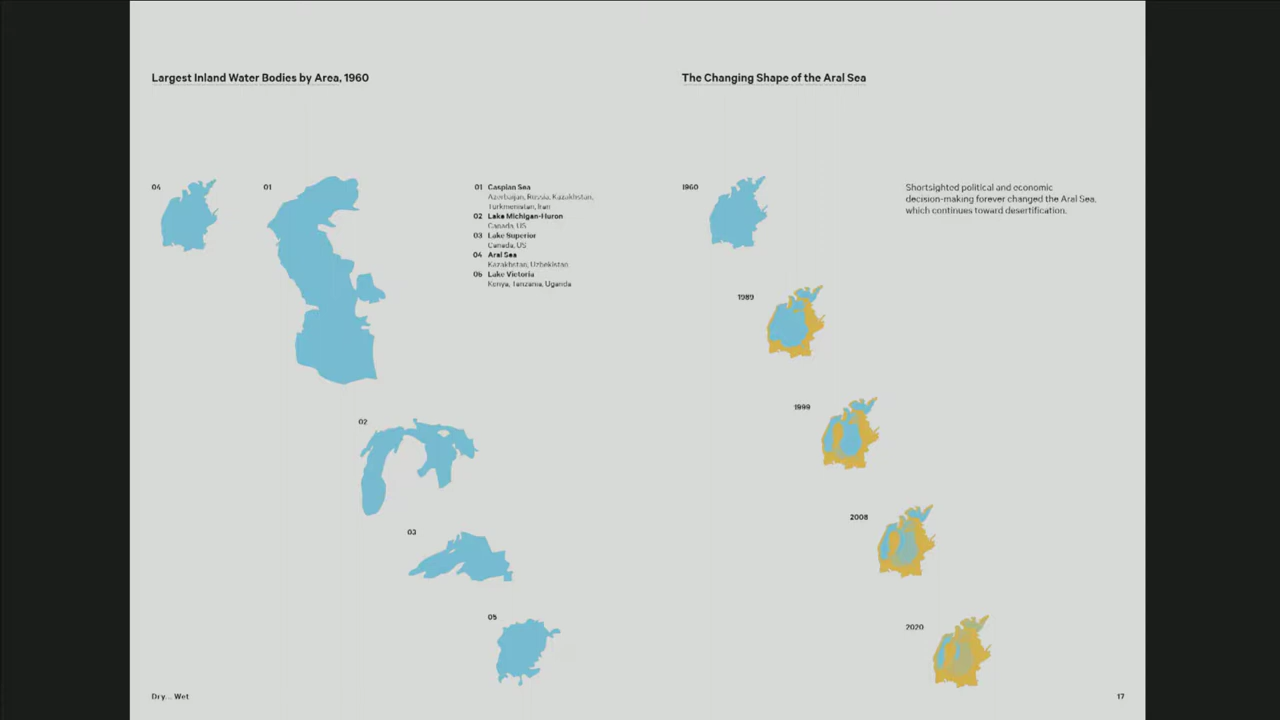 Largest Inland Water Bodies by Area, 1960
The Changing Shape of the Aral Sea
04
01
01 Caspian Sea
Azerbaijan, Russia, Kazakhstan,
Turkmenistan, Iran
02 Lake Michigan-Huron
Canada, US
03 Lake Superior
Canada, US
04 Aral Sea
Kazakhstan, Uzbekistan
05 Lake Victoria
Kenya, Tanzania, Uganda
02
03
05
1960
Shortsighted political and economic
decision-making forever changed the Aral Sea,
which continues toward desertification.
1989
1999
2008
2020
Dry... Wet
17